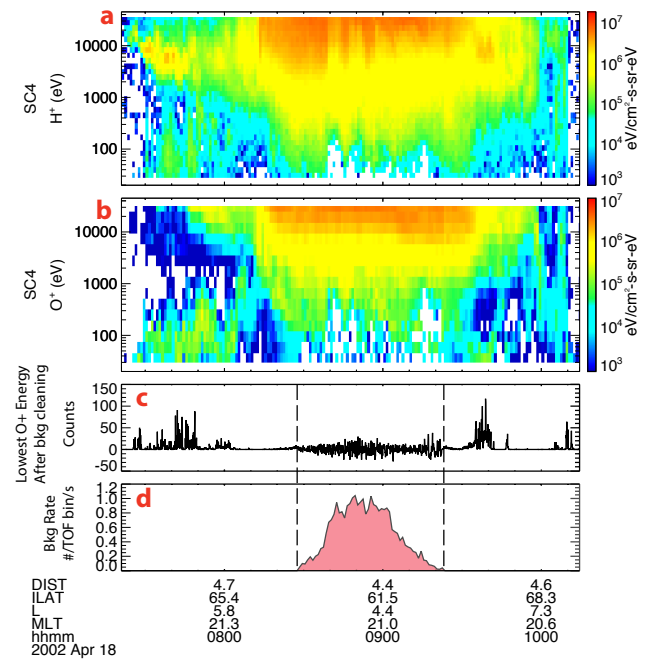 a
SC4
H⁺ (eV)
10000
1000
100
10⁷
10⁶
10⁵
10⁴
10³
eV/cm²-s-sr-eV
b
SC4
O⁺ (eV)
10000
1000
100
10⁷
10⁶
10⁵
10⁴
10³
eV/cm²-s-sr-eV
c
Lowest O+ Energy
After bkg cleaning
Counts
150
100
50
0
-50
d
Bkg Rate
#/TOF bin/s
1.2
1.0
0.8
0.6
0.4
0.2
0.0
DIST 4.7 4.4 4.6
ILAT 65.4 61.5 68.3
L 5.8 4.4 7.3
MLT 21.3 21.0 20.6
hhmm 0800 0900 1000
2002 Apr 18